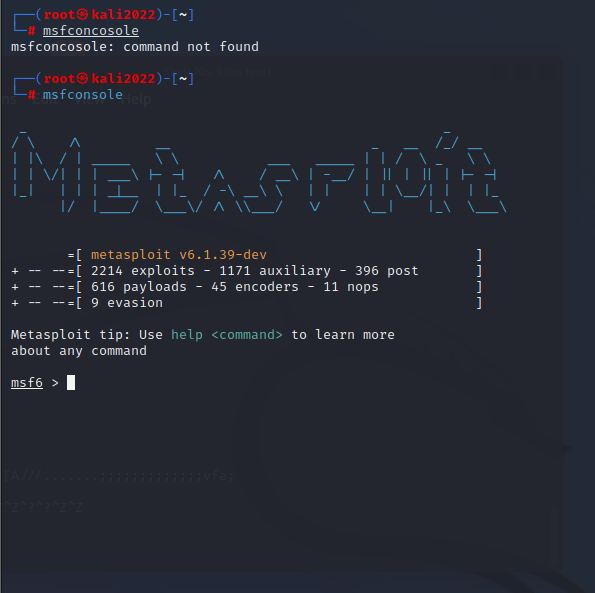 ┌──(root㉿kali2022)-[~]
└─# msfconcosole
msfconcosole: command not found
┌──(root㉿kali2022)-[~]
└─# msfconsole
METASPLOIT
=[ metasploit v6.1.39-dev ]
+ -- --=[ 2214 exploits - 1171 auxiliary - 396 post ]
+ -- --=[ 616 payloads - 45 encoders - 11 nops ]
+ -- --=[ 9 evasion ]
Metasploit tip: Use help <command> to learn more
about any command
msf6 >